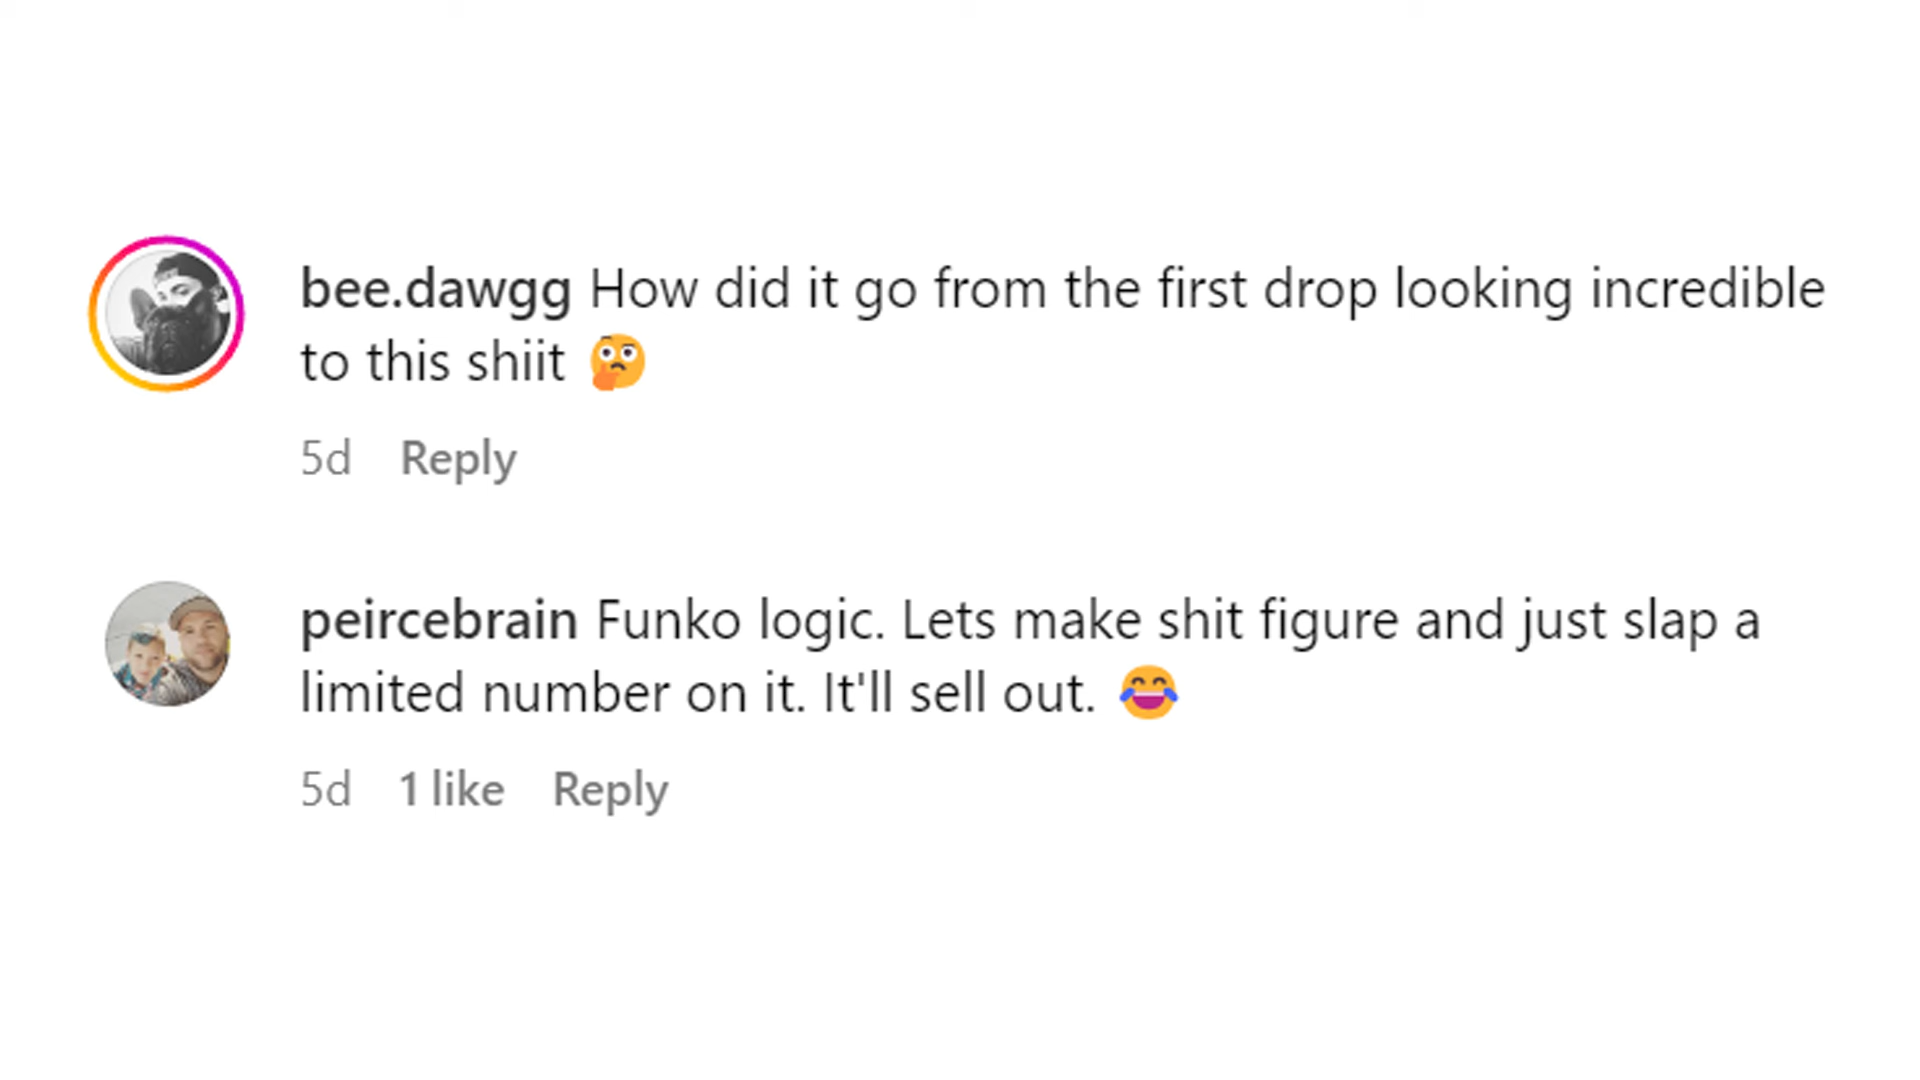 bee.dawgg How did it go from the first drop looking incredible
to this shiit 🤔
5d Reply
peircebrain Funko logic. Lets make shit figure and just slap a
limited number on it. It'll sell out. 😂
5d 1 like Reply